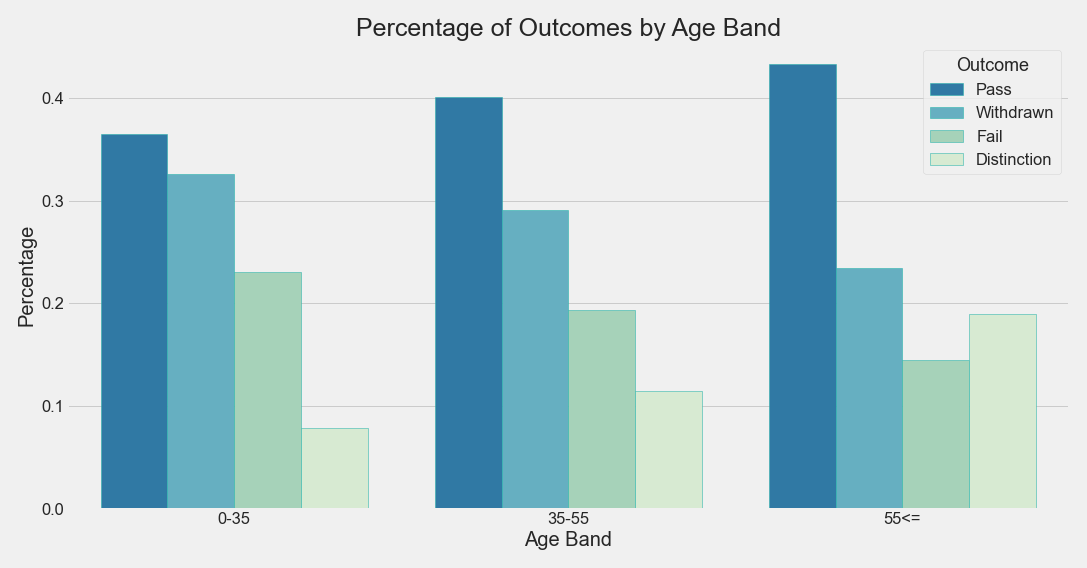 Percentage of Outcomes by Age Band
Outcome
Pass
Withdrawn
Fail
Distinction
Percentage
0.4
0.3
0.2
0.1
0.0
0-35
35-55
55<=
Age Band